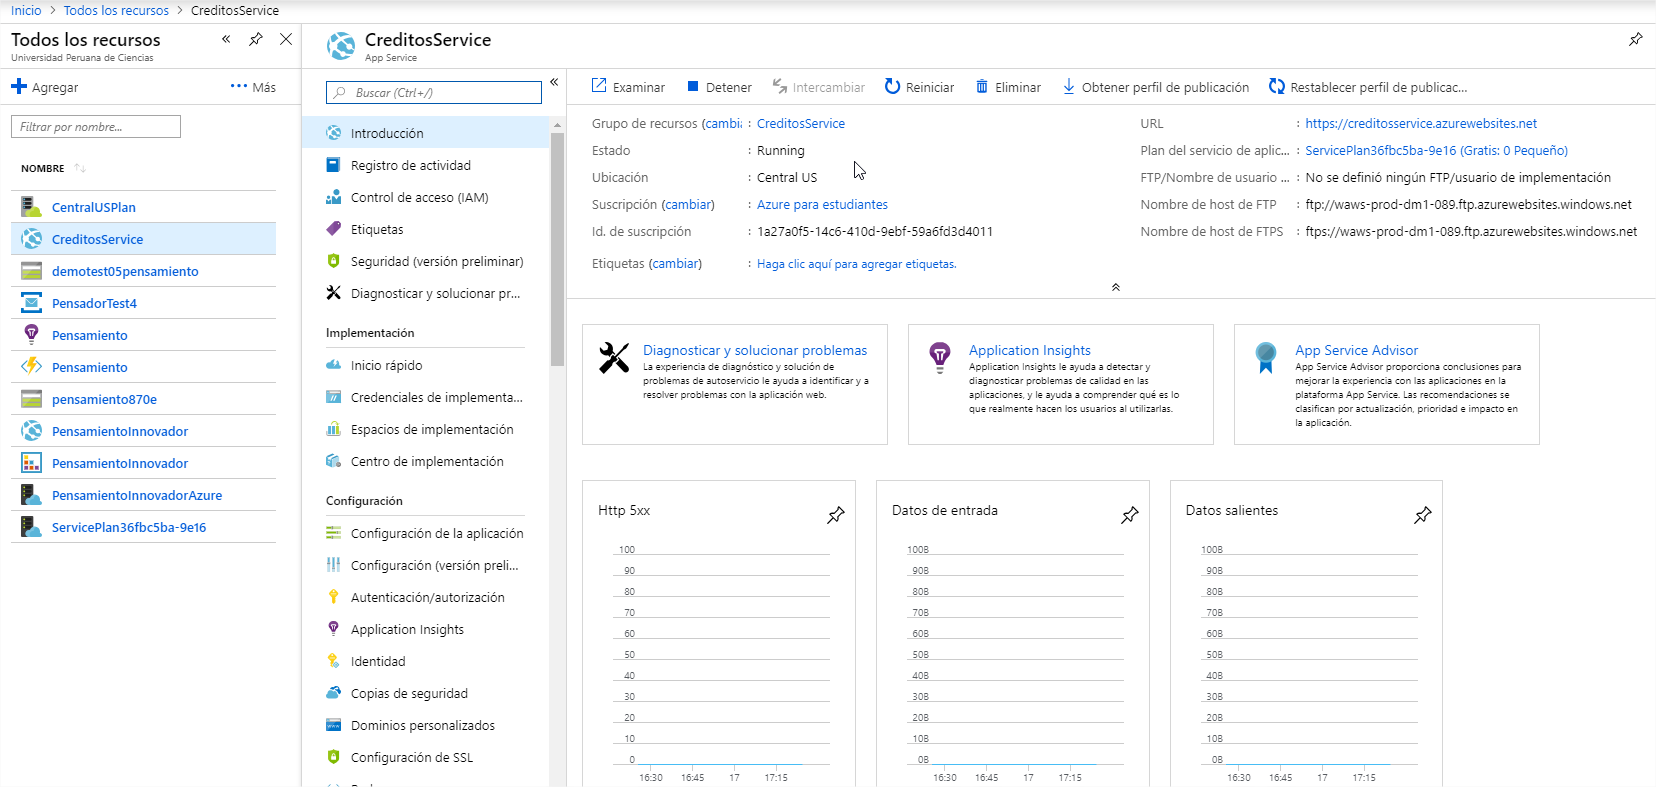 Inicio > Todos los recursos > CreditosService
Todos los recursos
Universidad Peruana de Ciencias
Agregar
Más
Filtrar por nombre...
NOMBRE
CentralUSPlan
CreditosService
demotest05pensamiento
PensadorTest4
Pensamiento
Pensamiento
pensamiento870e
PensamientoInnovador
PensamientoInnovador
PensamientoInnovadorAzure
ServicePlan36fbc5ba-9e16
CreditosService
App Service
Buscar (Ctrl+/)
Introducción
Registro de actividad
Control de acceso (IAM)
Etiquetas
Seguridad (versión preliminar)
Diagnosticar y solucionar pr...
Implementación
Inicio rápido
Credenciales de implementa...
Espacios de implementación
Centro de implementación
Configuración
Configuración de la aplicación
Configuración (versión preli...
Autenticación/autorización
Application Insights
Identidad
Copias de seguridad
Dominios personalizados
Configuración de SSL
Examinar
Detener
Intercambiar
Reiniciar
Eliminar
Obtener perfil de publicación
Restablecer perfil de publicac...
Grupo de recursos (cambi : CreditosService
Estado : Running
Ubicación : Central US
Suscripción (cambiar) : Azure para estudiantes
Id. de suscripción : 1a27a0f5-14c6-410d-9ebf-59a6fd3d4011
Etiquetas (cambiar) : Haga clic aquí para agregar etiquetas.
URL : https://creditosservice.azurewebsites.net
Plan del servicio de aplic... : ServicePlan36fbc5ba-9e16 (Gratis: 0 Pequeño)
FTP/Nombre de usuario ... : No se definió ningún FTP/usuario de implementación
Nombre de host de FTP : ftp://waws-prod-dm1-089.ftp.azurewebsites.windows.net
Nombre de host de FTPS : ftps://waws-prod-dm1-089.ftp.azurewebsites.windows.net
Diagnosticar y solucionar problemas
La experiencia de diagnóstico y solución de
problemas de autoservicio le ayuda a identificar y a
resolver problemas con la aplicación web.
Application Insights
Application Insights le ayuda a detectar y
diagnosticar problemas de calidad en las
aplicaciones, y le ayuda a comprender qué es lo
que realmente hacen los usuarios al utilizarlas.
App Service Advisor
App Service Advisor proporciona conclusiones para
mejorar la experiencia con las aplicaciones en la
plataforma App Service. Las recomendaciones se
clasifican por actualización, prioridad e impacto en
la aplicación.
Http 5xx
100
90
80
70
60
50
40
30
20
10
0
16:30 16:45 17 17:15
Datos de entrada
100B
90B
80B
70B
60B
50B
40B
30B
20B
10B
0B
16:30 16:45 17 17:15
Datos salientes
100B
90B
80B
70B
60B
50B
40B
30B
20B
10B
0B
16:30 16:45 17 17:15